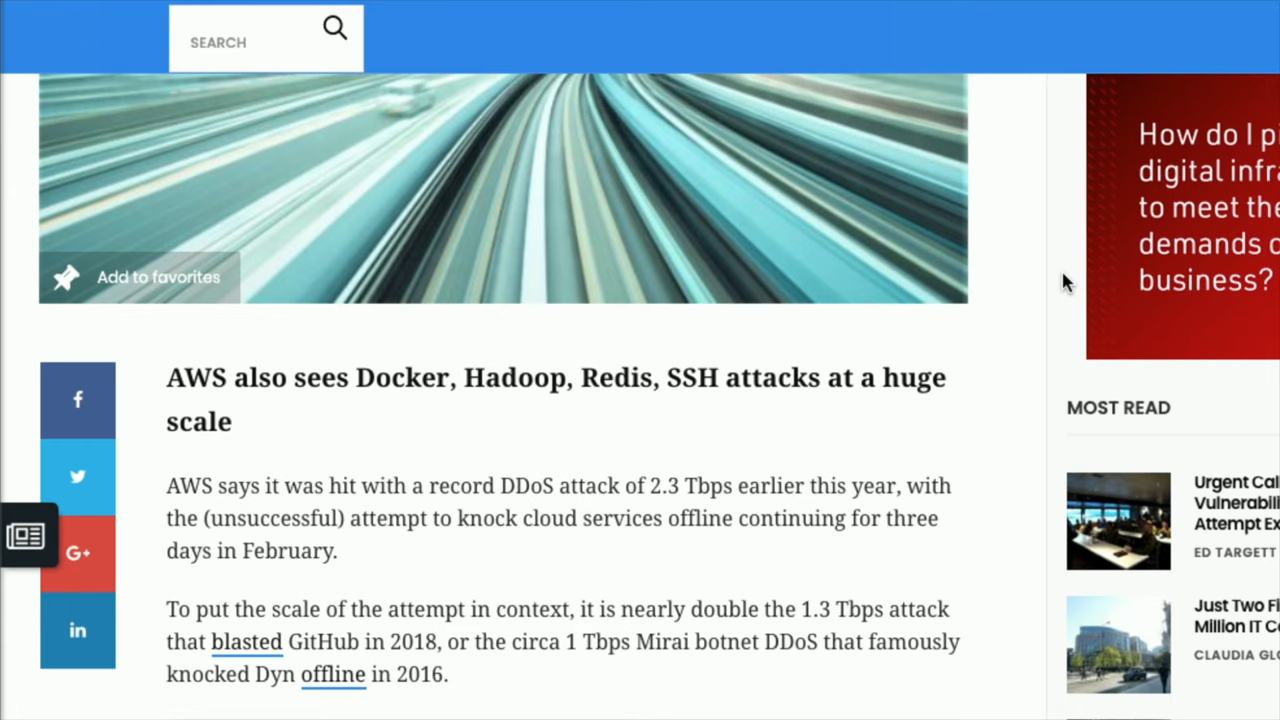 SEARCH
Add to favorites
How do I
digital
to meet the
demands
business?
f
AWS also sees Docker, Hadoop, Redis, SSH attacks at a huge
scale
AWS says it was hit with a record DDoS attack of 2.3 Tbps earlier this year, with
the (unsuccessful) attempt to knock cloud services offline continuing for three
days in February.
To put the scale of the attempt in context, it is nearly double the 1.3 Tbps attack
that blasted GitHub in 2018, or the circa 1 Tbps Mirai botnet DDoS that famously
knocked Dyn offline in 2016.
G+
in
MOST READ
Urgent
Attempt
ED TARGETT
Just Two
Million IT
CLAUDIA